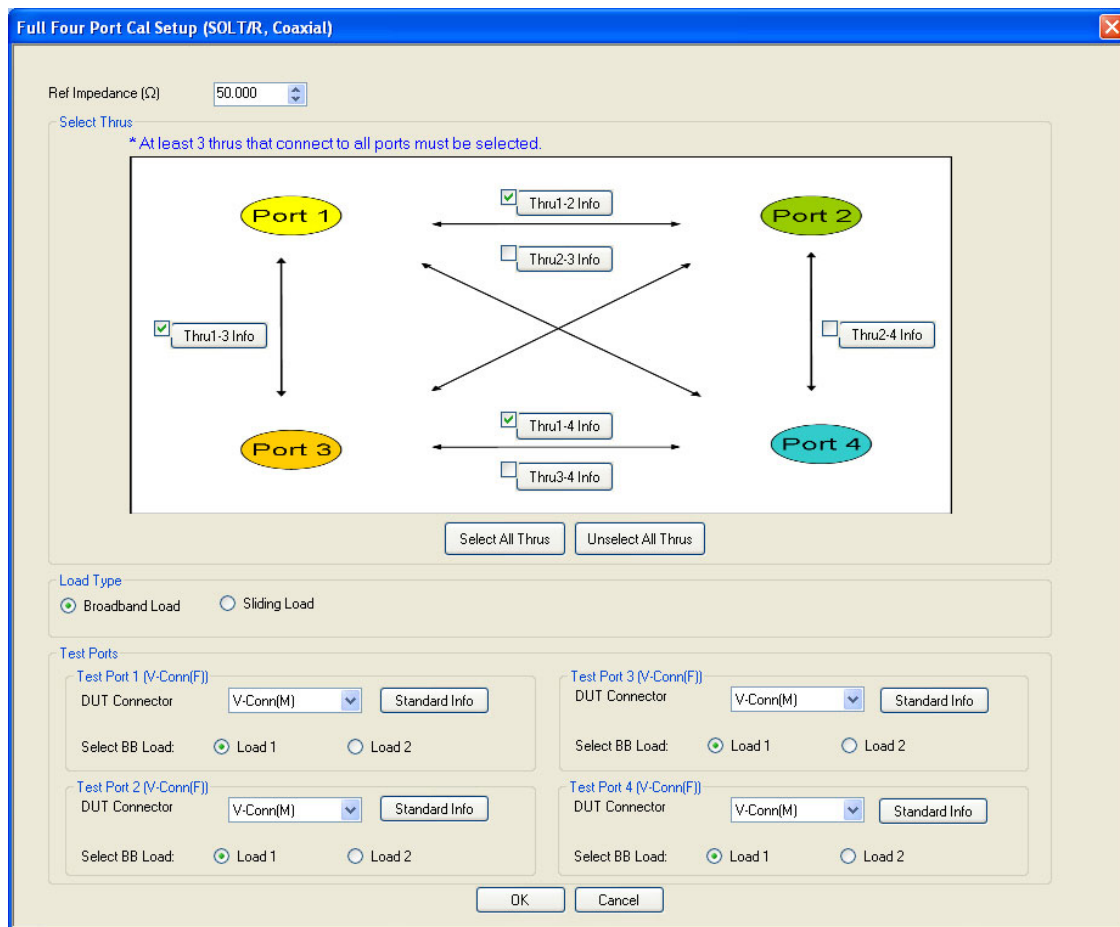 Full Four Port Cal Setup (SOLT/R, Coaxial)
Ref Impedance (Ω) 50.000
Select Thrus
* At least 3 thrus that connect to all ports must be selected.
Port 1 Thru1-2 Info Port 2
Thru2-3 Info
Thru1-3 Info Thru2-4 Info
Port 3 Thru1-4 Info Port 4
Thru3-4 Info
Select All Thrus Unselect All Thrus
Load Type
Broadband Load Sliding Load
Test Ports
Test Port 1 (V-Conn(F))
DUT Connector V-Conn(M) Standard Info
Select BB Load: Load 1 Load 2
Test Port 3 (V-Conn(F))
DUT Connector V-Conn(M) Standard Info
Select BB Load: Load 1 Load 2
Test Port 2 (V-Conn(F))
DUT Connector V-Conn(M) Standard Info
Select BB Load: Load 1 Load 2
Test Port 4 (V-Conn(F))
DUT Connector V-Conn(M) Standard Info
Select BB Load: Load 1 Load 2
OK Cancel